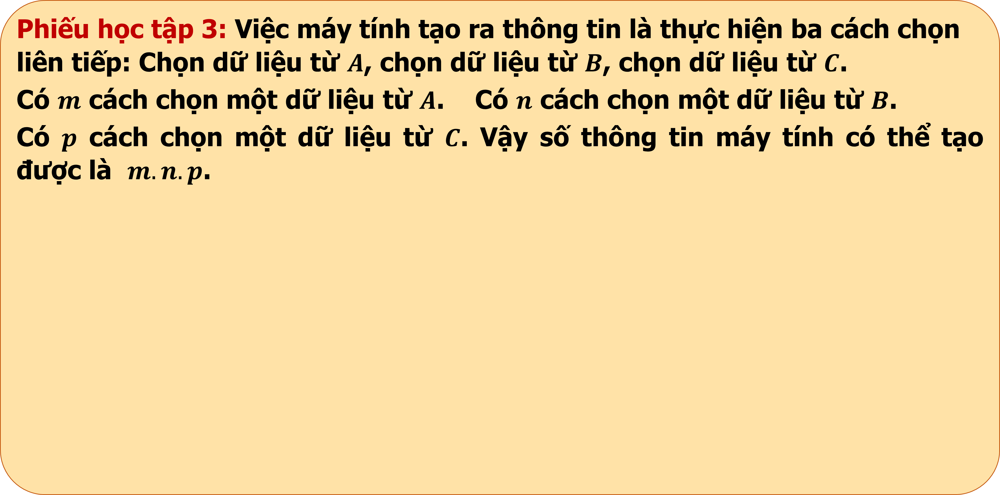 Phiếu học tập 3: Việc máy tính tạo ra thông tin là thực hiện ba cách chọn
liên tiếp: Chọn dữ liệu từ A, chọn dữ liệu từ B, chọn dữ liệu từ C.
Có m cách chọn một dữ liệu từ A. Có n cách chọn một dữ liệu từ B.
Có p cách chọn một dữ liệu từ C. Vậy số thông tin máy tính có thể tạo
được là m. n. p.